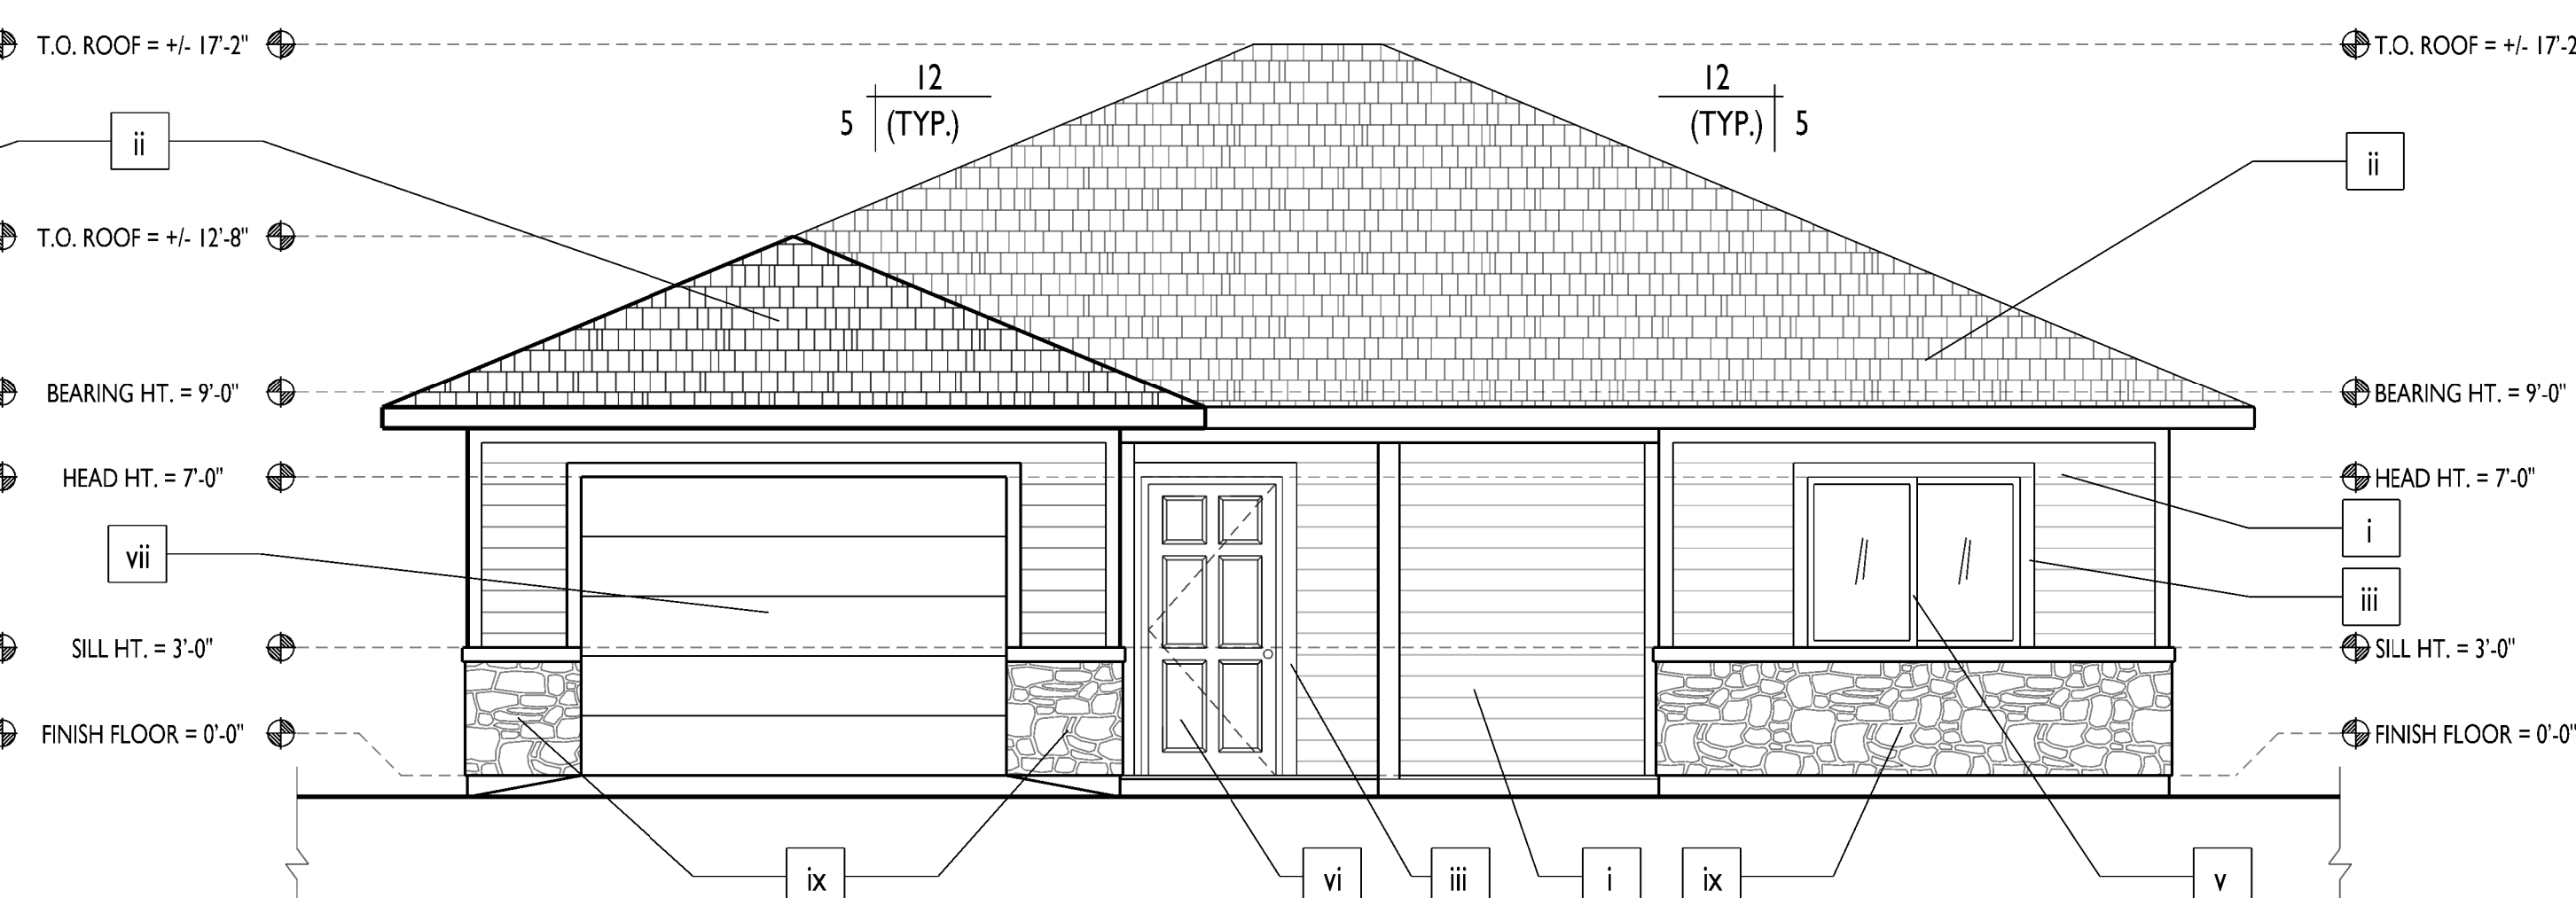 T.O. ROOF = +/- 17'-2"
T.O. ROOF = +/- 17'-2
12
5 (TYP.)
12
(TYP.) 5
ii
ii
T.O. ROOF = +/- 12'-8"
BEARING HT. = 9'-0"
BEARING HT. = 9'-0"
HEAD HT. = 7'-0"
HEAD HT. = 7'-0"
i
vii
iii
SILL HT. = 3'-0"
SILL HT. = 3'-0"
FINISH FLOOR = 0'-0"
FINISH FLOOR = 0'-0"
ix
vi
iii
i
ix
v